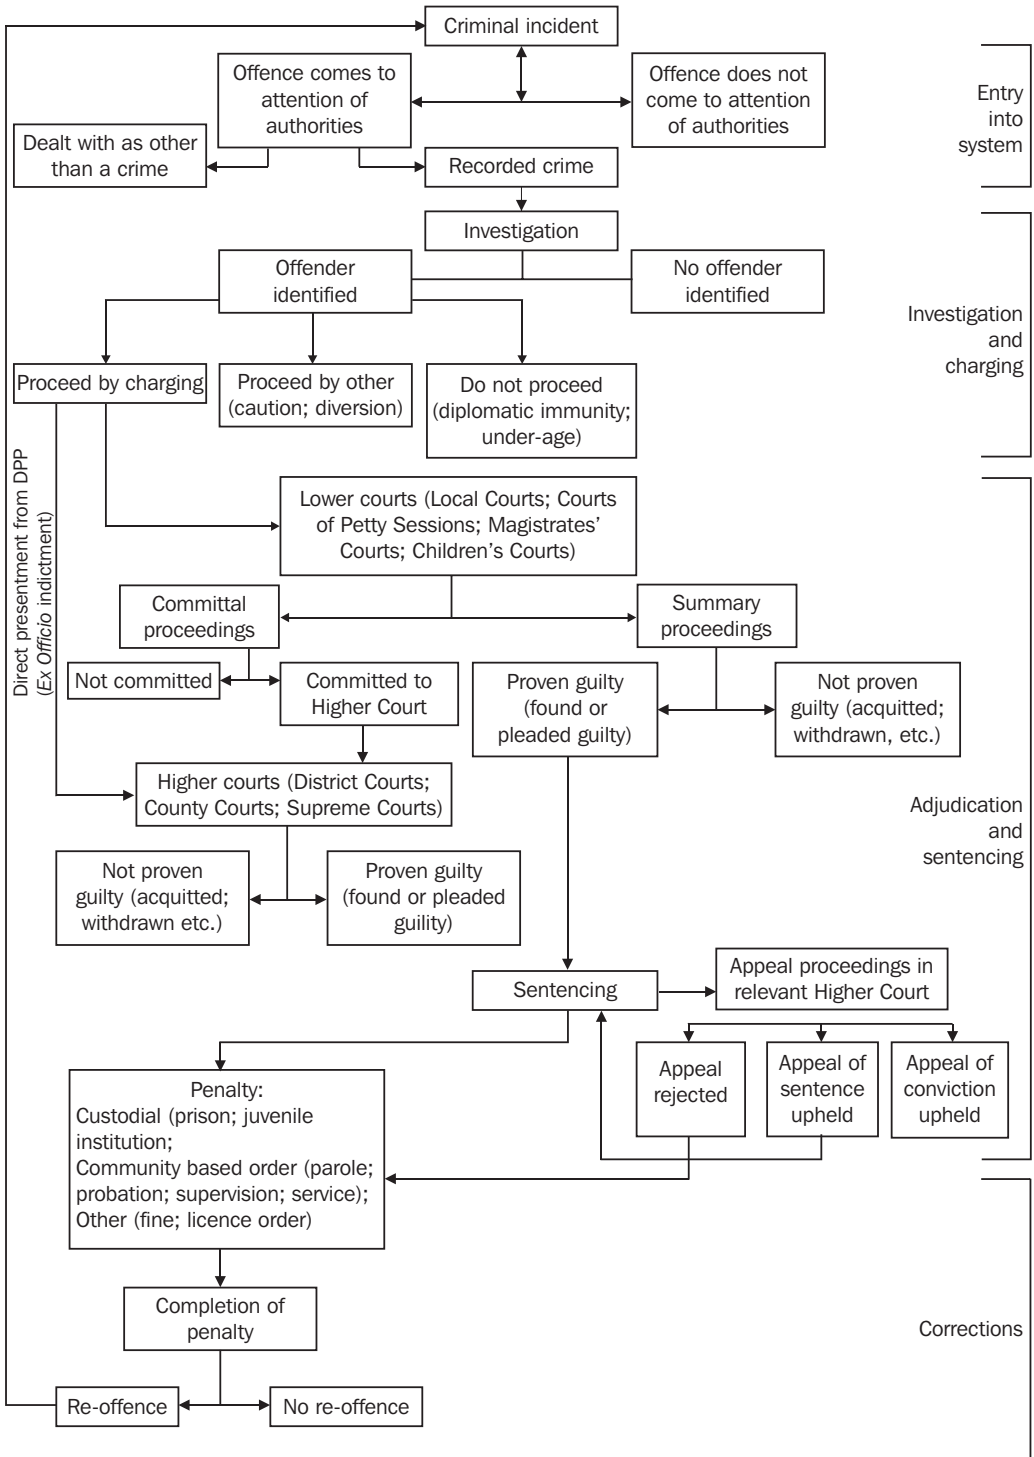 Criminal incident
Offence comes to
attention of
authorities
Offence does not
come to attention
of authorities
Entry
into
system
Dealt with as other
than a crime
Recorded crime
Investigation
Offender
identified
No offender
identified
Investigation
and
charging
Proceed by charging
Proceed by other
(caution; diversion)
Do not proceed
(diplomatic immunity;
under-age)
Direct presentment from DPP
(Ex Officio indictment)
Lower courts (Local Courts; Courts
of Petty Sessions; Magistrates'
Courts; Children's Courts)
Committal
proceedings
Summary
proceedings
Not committed
Committed to
Higher Court
Proven guilty
(found or
pleaded guilty)
Not proven
guilty (acquitted;
withdrawn, etc.)
Higher courts (District Courts;
County Courts; Supreme Courts)
Adjudication
and
sentencing
Not proven
guilty (acquitted;
withdrawn etc.)
Proven guilty
(found or pleaded
guility)
Sentencing
Appeal proceedings in
relevant Higher Court
Appeal
rejected
Appeal of
sentence
upheld
Appeal of
conviction
upheld
Penalty:
Custodial (prison; juvenile
institution;
Community based order (parole;
probation; supervision; service);
Other (fine; licence order)
Completion of
penalty
Corrections
Re-offence
No re-offence